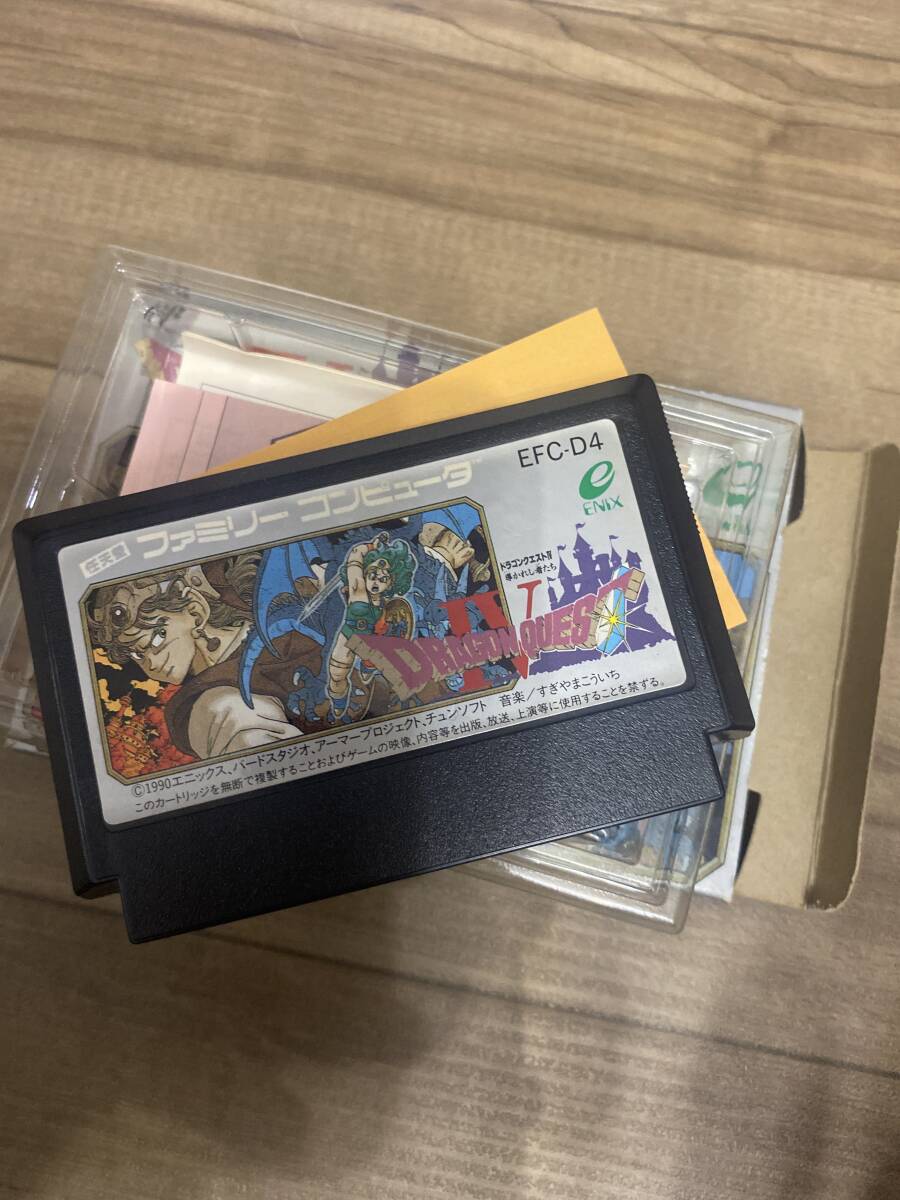 EFC-D4
ENIX
任天堂 ファミリー コンピュータ
ドラゴンクエストIV
導かれし者たち
IV
DRAGON QUEST
©1990エニックス、バードスタジオ、アーマープロジェクト、チュンソフト 音楽/すぎやまこういち
このカートリッジを無断で複製することおよびゲームの映像、内容等を出版、放送、上演等に使用することを禁ずる。